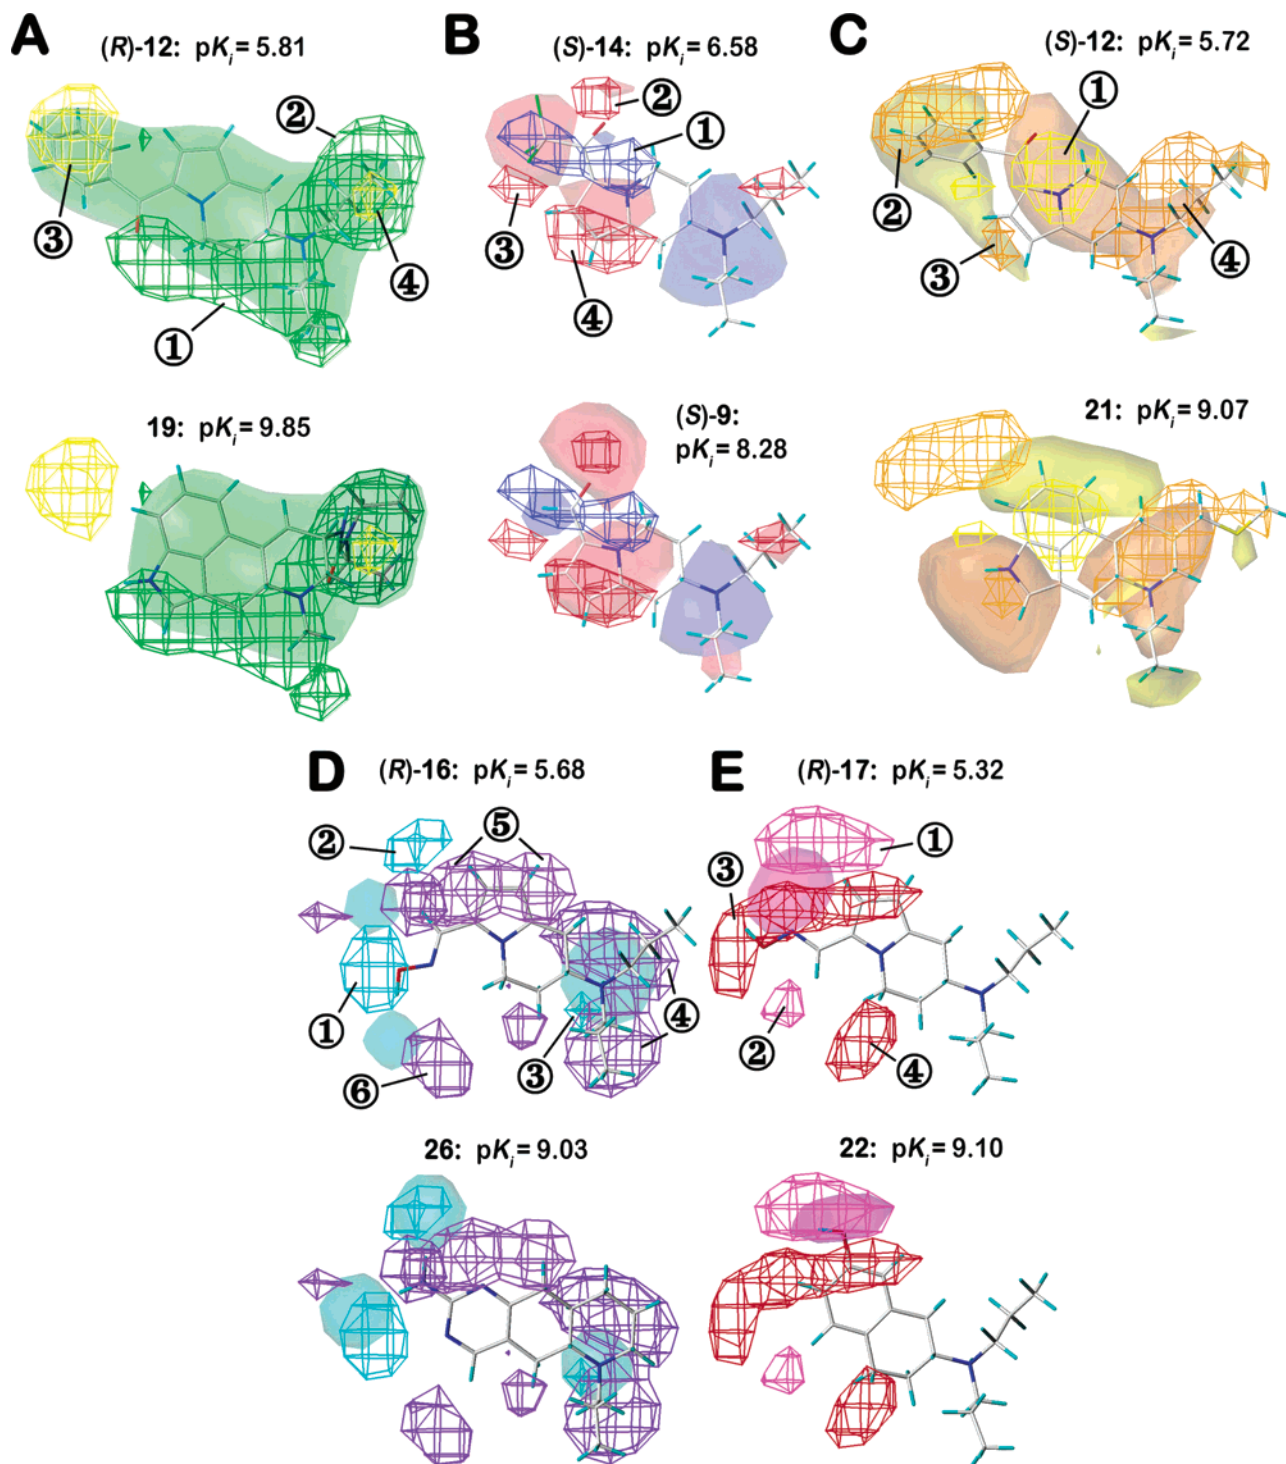 A
(R)-12: pKi = 5.81
②
③
④
①
19: pKi = 9.85
B
(S)-14: pKi = 6.58
②
①
③
④
(S)-9:
pKi = 8.28
C
(S)-12: pKi = 5.72
①
②
③
④
21: pKi = 9.07
D
(R)-16: pKi = 5.68
②
⑤
①
④
③
⑥
26: pKi = 9.03
E
(R)-17: pKi = 5.32
①
③
②
④
22: pKi = 9.10